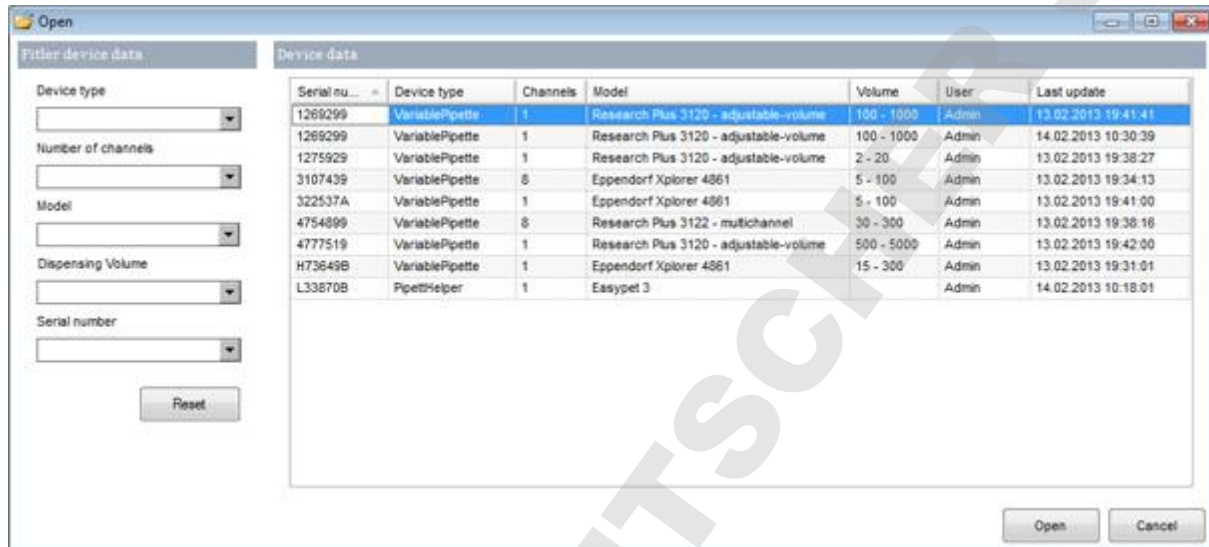 Open
Fitler device data
Device data
Device type
Number of channels
Model
Dispensing Volume
Serial number
Reset
Serial nu... Device type Channels Model Volume User Last update
1269299 VariablePipette 1 Research Plus 3120 - adjustable-volume 100 - 1000 Admin 13.02.2013 19:41:41
1269299 VariablePipette 1 Research Plus 3120 - adjustable-volume 100 - 1000 Admin 14.02.2013 10:30:39
1275929 VariablePipette 1 Research Plus 3120 - adjustable-volume 2 - 20 Admin 13.02.2013 19:38:27
3107439 VariablePipette 8 Eppendorf Xplorer 4861 5 - 100 Admin 13.02.2013 19:34:13
322537A VariablePipette 1 Eppendorf Xplorer 4861 5 - 100 Admin 13.02.2013 19:41:00
4754899 VariablePipette 8 Research Plus 3122 - multichannel 30 - 300 Admin 13.02.2013 19:38:16
4777519 VariablePipette 1 Research Plus 3120 - adjustable-volume 500 - 5000 Admin 13.02.2013 19:42:00
H73649B VariablePipette 1 Eppendorf Xplorer 4861 15 - 300 Admin 13.02.2013 19:31:01
L33870B PipettHelper 1 Easypet 3 Admin 14.02.2013 10:18:01
Open
Cancel
TSCHER